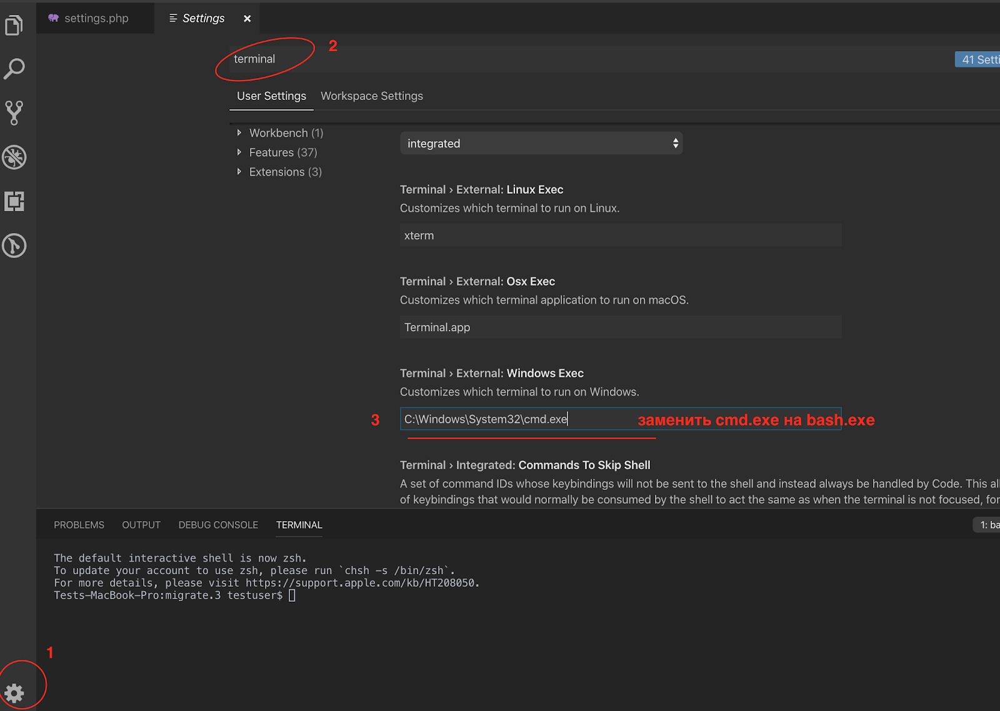 settings.php
Settings
terminal
2
41 Setti
User Settings
Workspace Settings
Workbench (1)
Features (37)
Extensions (3)
integrated
Terminal › External: Linux Exec
Customizes which terminal to run on Linux.
xterm
Terminal › External: Osx Exec
Customizes which terminal application to run on macOS.
Terminal.app
Terminal › External: Windows Exec
Customizes which terminal to run on Windows.
3
C:\Windows\System32\cmd.exe
заменить cmd.exe на bash.exe
Terminal › Integrated: Commands To Skip Shell
A set of command IDs whose keybindings will not be sent to the shell and instead always be handled by Code. This all
of keybindings that would normally be consumed by the shell to act the same as when the terminal is not focused, for
PROBLEMS
OUTPUT
DEBUG CONSOLE
TERMINAL
1: ba
The default interactive shell is now zsh.
To update your account to use zsh, please run `chsh -s /bin/zsh`.
For more details, please visit https://support.apple.com/kb/HT208050.
Tests-MacBook-Pro:migrate.3 testuser$
1